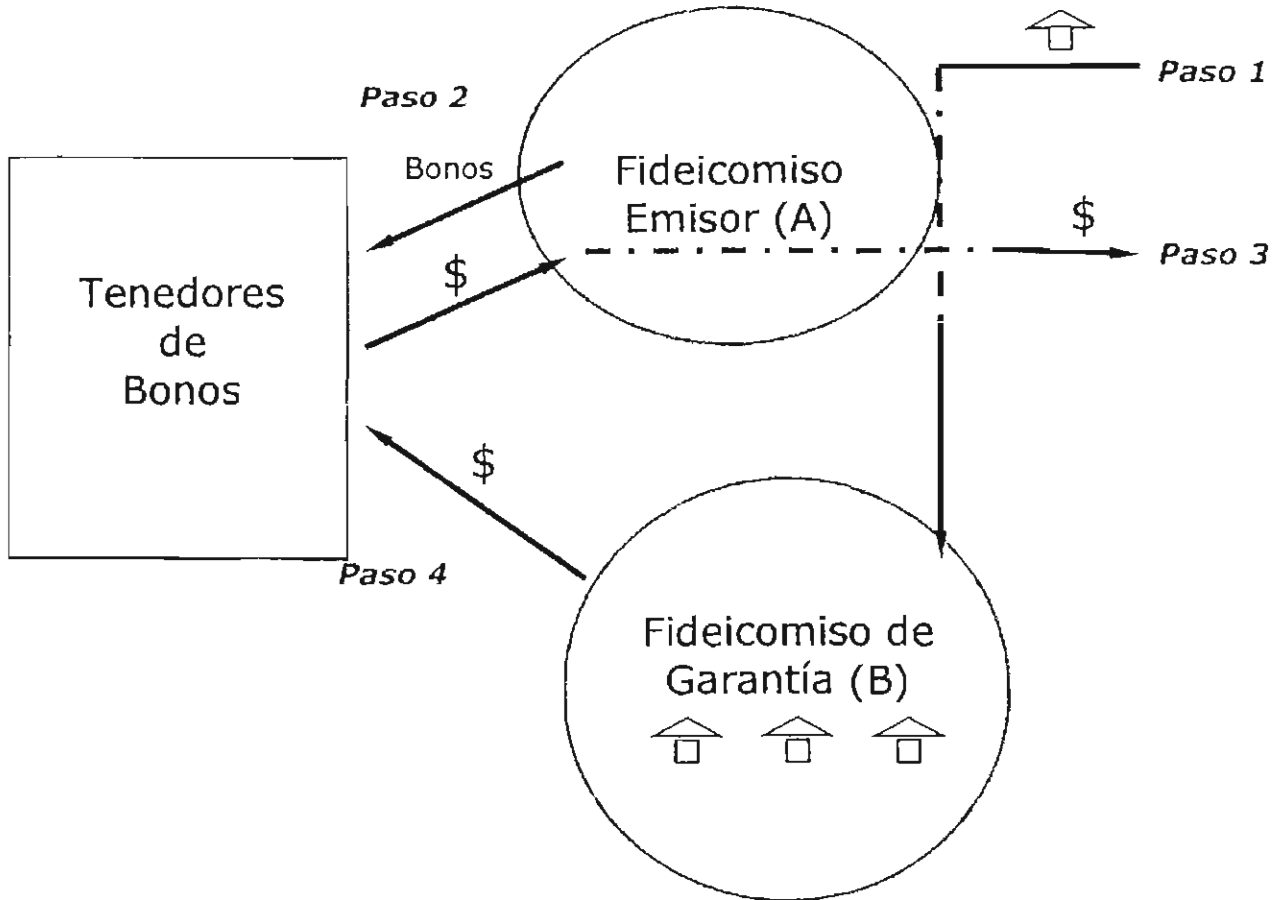 Paso 1
Paso 2
Bonos
Fideicomiso
Emisor (A)
$
Paso 3
$
Tenedores
de
Bonos
$
Paso 4
Fideicomiso de
Garantía (B)